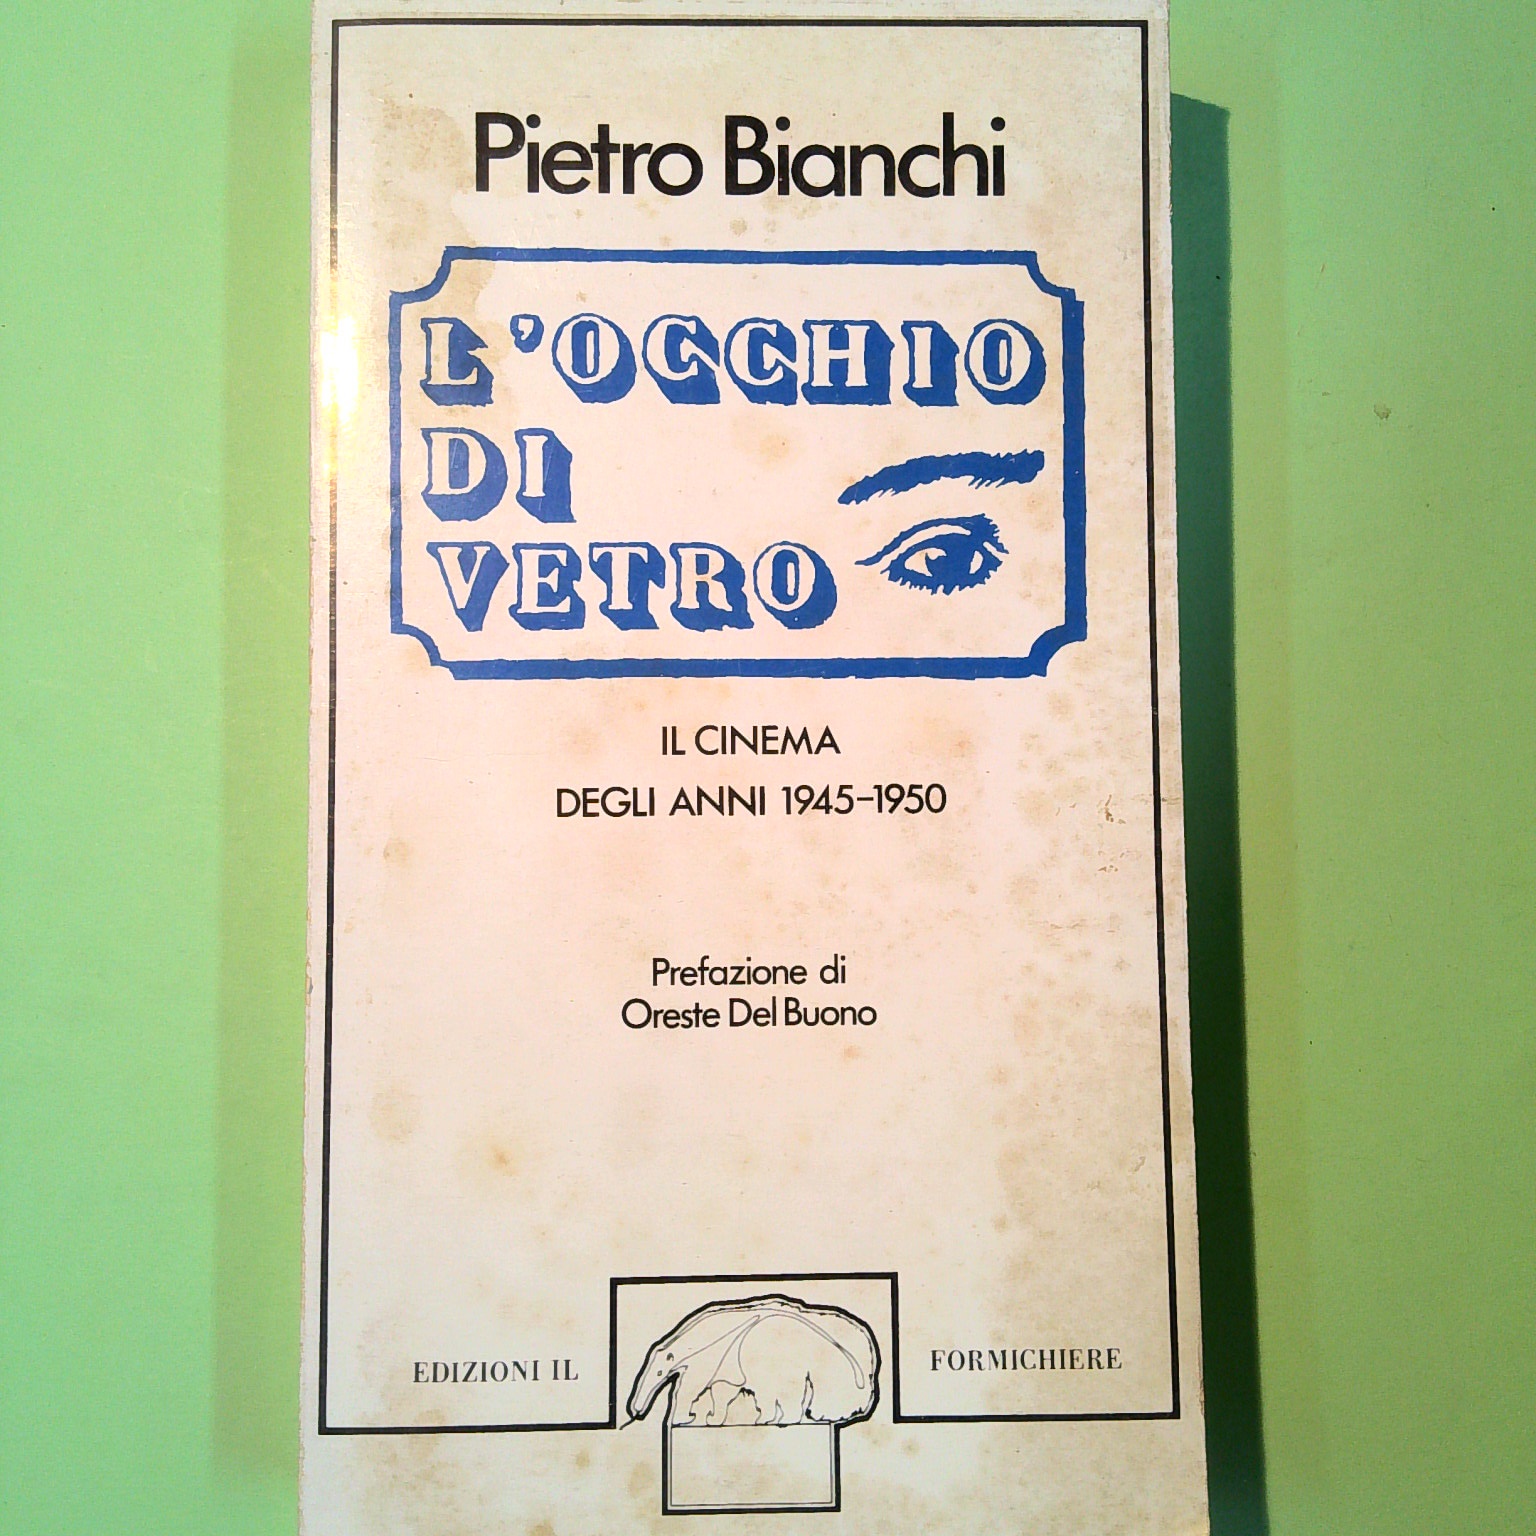 Pietro Bianchi
L'OCCHIO
DI
VETRO
IL CINEMA
DEGLI ANNI 1945-1950
Prefazione di
Oreste Del Buono
EDIZIONI IL FORMICHIERE